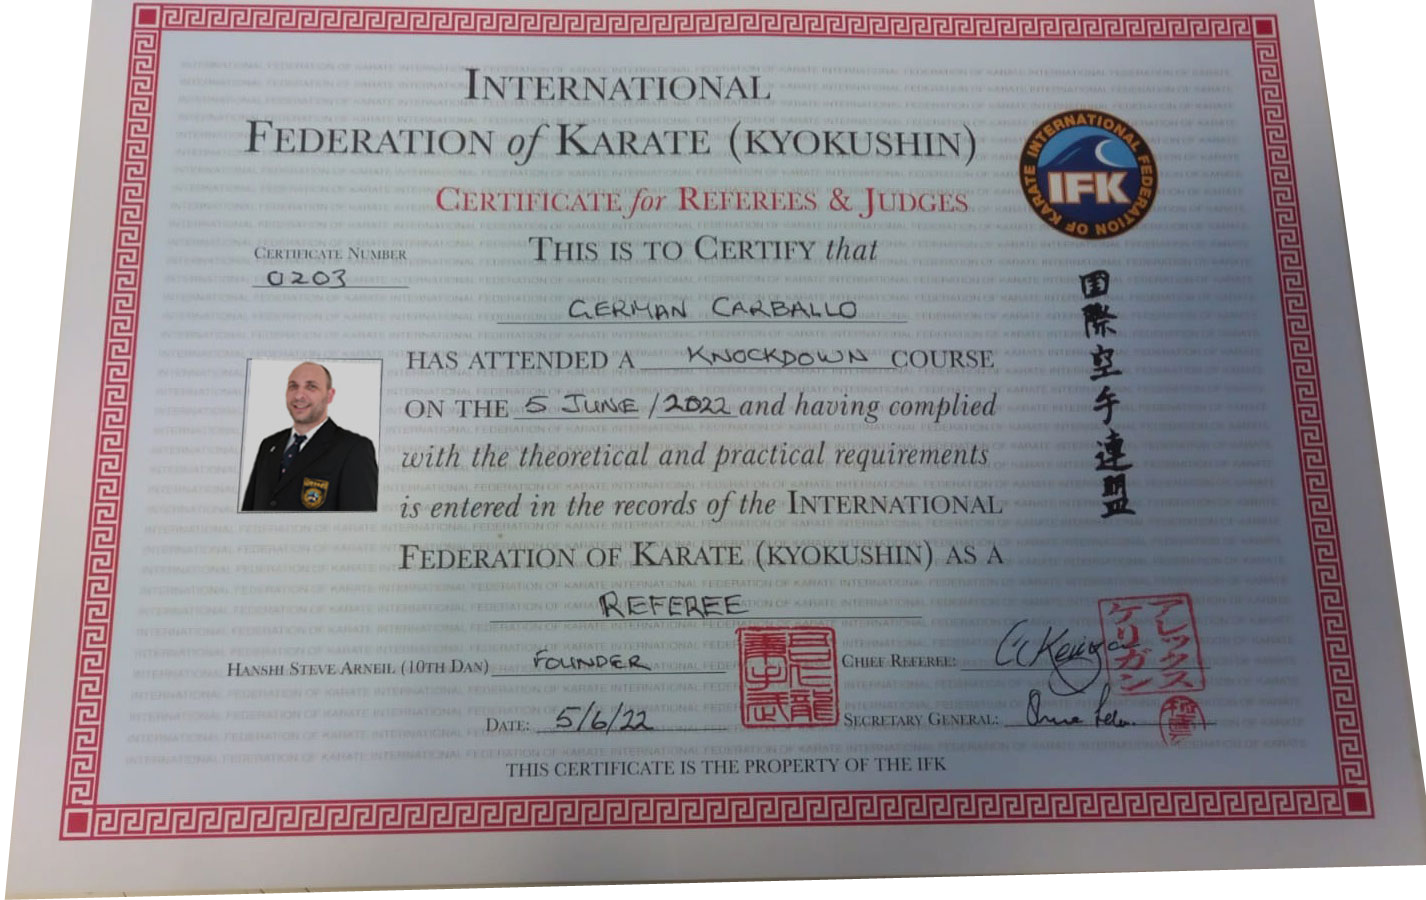 INTERNATIONAL
FEDERATION of KARATE (KYOKUSHIN)
CERTIFICATE for REFEREES & JUDGES
INTERNATIONAL FEDERATION OF KARATE
IFK
THIS IS TO CERTIFY that
CERTIFICATE NUMBER
0203
GERMAN CARBALLO
HAS ATTENDED A KNOCKDOWN COURSE
ON THE 5 JUNE / 2022 and having complied
with the theoretical and practical requirements
is entered in the records of the INTERNATIONAL
FEDERATION OF KARATE (KYOKUSHIN) AS A
REFEREE
国際空手連盟
HANSHI STEVE ARNEIL (10TH DAN) FOUNDER
CHIEF REFEREE:
アレックス
ケリガン
DATE: 5/6/22
SECRETARY GENERAL:
THIS CERTIFICATE IS THE PROPERTY OF THE IFK